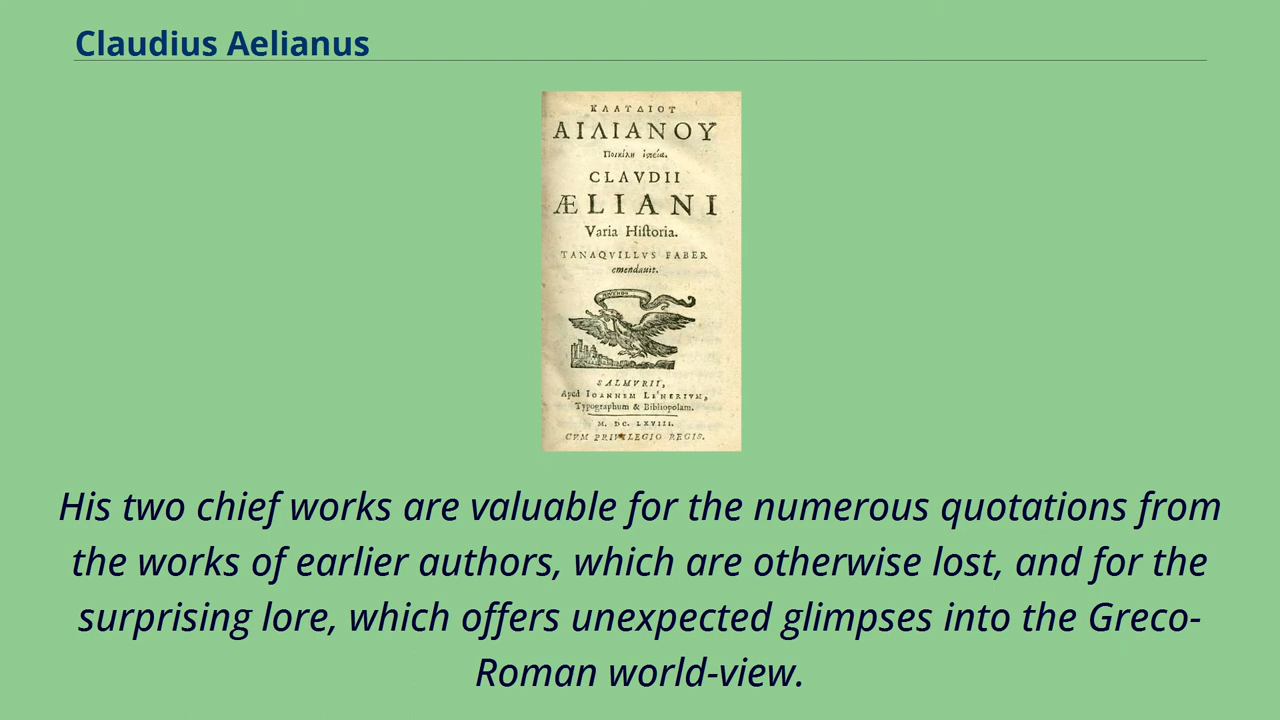 Claudius Aelianus
ΚΛΑΥΔΙΟΥ
ΑΙΛΙΑΝΟΥ
Ποικίλη
CLAVDII
ÆLIANI
Varia Hiſtoria.
TANAQVILLVS FABER
emendauit.
SALMVRII,
Apud IOANNEM LENERIVM,
Typographum & Bibliopolam.
M. DC. LXVIII.
CVM PRIVILEGIO REGIS.
His two chief works are valuable for the numerous quotations from
the works of earlier authors, which are otherwise lost, and for the
surprising lore, which offers unexpected glimpses into the Greco-
Roman world-view.